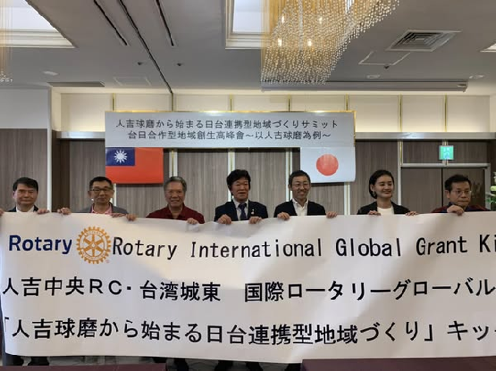 人吉球磨から始まる日台連携型地域づくりサミット
台日合作型地域創生高峰會～以人吉球磨為例～
Rotary Rotary International Global Grant Ki
人吉中央RC・台湾城東 国際ロータリーグローバル
「人吉球磨から始まる日台連携型地域づくり」キッ